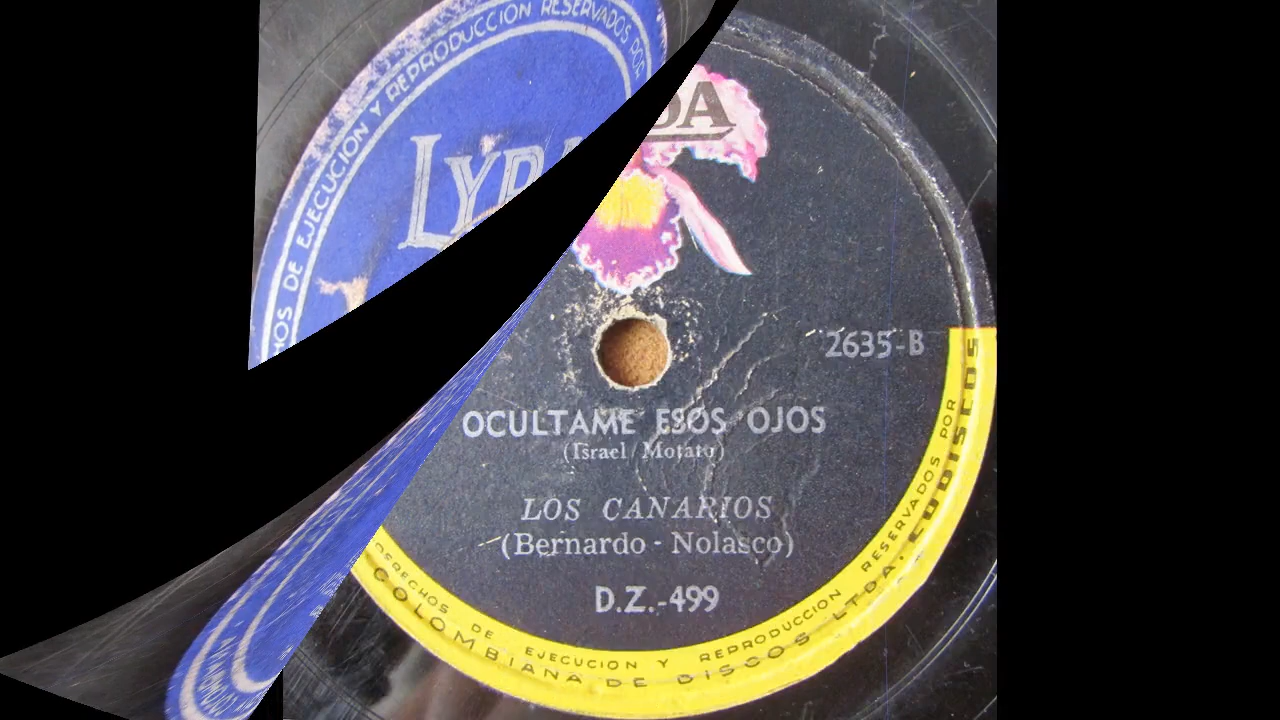 DE EJECUCION Y REPRODUCCION RESERVADOS POR
2635-B
OCULTAME ESOS OJOS
(Israel Motato)
LOS CANARIOS
(Bernardo - Nolasco)
D.Z.-499
DERECHOS DE EJECUCION Y REPRODUCCION RESERVADOS POR
COLOMBIANA DE DISCOS LTDA. CODISCOS